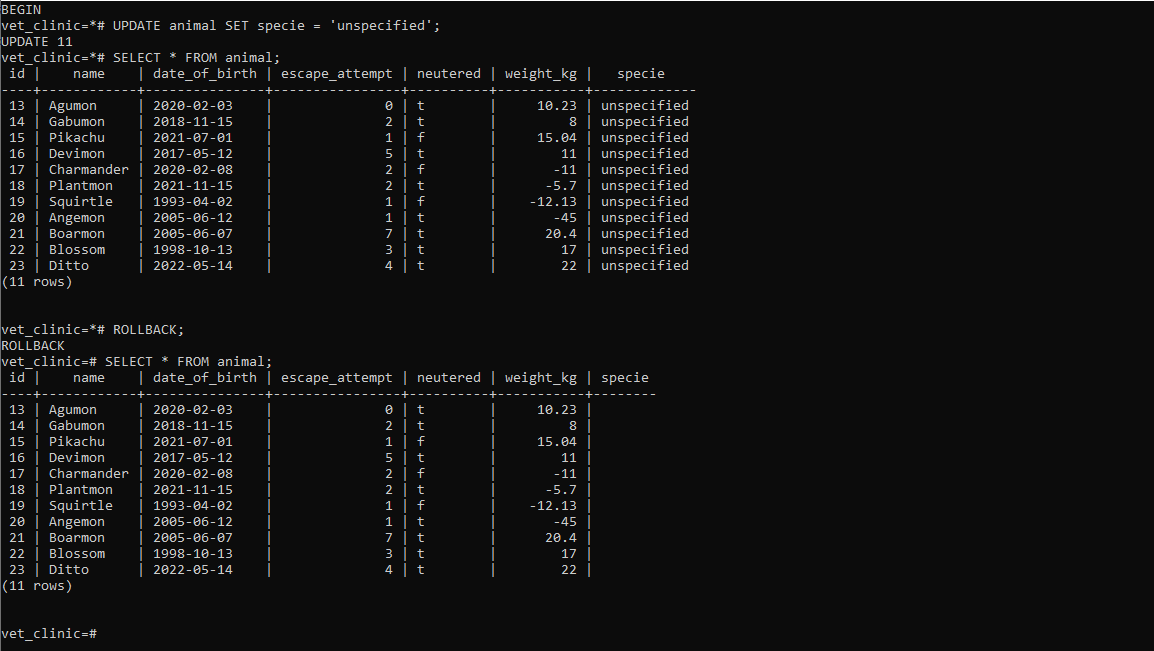 BEGIN
vet_clinic=*# UPDATE animal SET specie = 'unspecified';
UPDATE 11
vet_clinic=*# SELECT * FROM animal;
 id |    name    | date_of_birth | escape_attempt | neutered | weight_kg |   specie
----+------------+---------------+----------------+----------+-----------+-------------
 13 | Agumon     | 2020-02-03    |              0 | t        |     10.23 | unspecified
 14 | Gabumon    | 2018-11-15    |              2 | t        |         8 | unspecified
 15 | Pikachu    | 2021-07-01    |              1 | f        |     15.04 | unspecified
 16 | Devimon    | 2017-05-12    |              5 | t        |        11 | unspecified
 17 | Charmander | 2020-02-08    |              2 | f        |       -11 | unspecified
 18 | Plantmon   | 2021-11-15    |              2 | t        |      -5.7 | unspecified
 19 | Squirtle   | 1993-04-02    |              1 | f        |    -12.13 | unspecified
 20 | Angemon    | 2005-06-12    |              1 | t        |       -45 | unspecified
 21 | Boarmon    | 2005-06-07    |              7 | t        |      20.4 | unspecified
 22 | Blossom    | 1998-10-13    |              3 | t        |        17 | unspecified
 23 | Ditto      | 2022-05-14    |              4 | t        |        22 | unspecified
(11 rows)
vet_clinic=*# ROLLBACK;
ROLLBACK
vet_clinic=# SELECT * FROM animal;
 id |    name    | date_of_birth | escape_attempt | neutered | weight_kg | specie
----+------------+---------------+----------------+----------+-----------+--------
 13 | Agumon     | 2020-02-03    |              0 | t        |     10.23 |
 14 | Gabumon    | 2018-11-15    |              2 | t        |         8 |
 15 | Pikachu    | 2021-07-01    |              1 | f        |     15.04 |
 16 | Devimon    | 2017-05-12    |              5 | t        |        11 |
 17 | Charmander | 2020-02-08    |              2 | f        |       -11 |
 18 | Plantmon   | 2021-11-15    |              2 | t        |      -5.7 |
 19 | Squirtle   | 1993-04-02    |              1 | f        |    -12.13 |
 20 | Angemon    | 2005-06-12    |              1 | t        |       -45 |
 21 | Boarmon    | 2005-06-07    |              7 | t        |      20.4 |
 22 | Blossom    | 1998-10-13    |              3 | t        |        17 |
 23 | Ditto      | 2022-05-14    |              4 | t        |        22 |
(11 rows)
vet_clinic=#